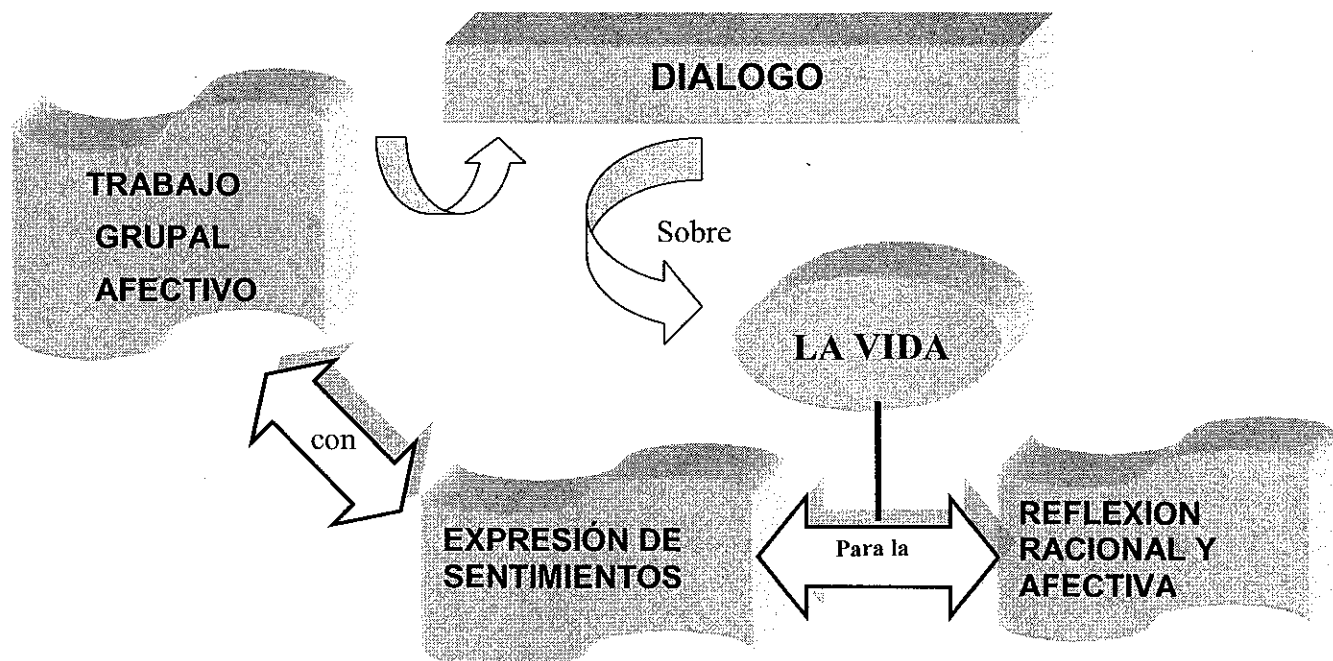 DIALOGO
TRABAJO
GRUPAL
AFECTIVO
Sobre
LA VIDA
con
EXPRESIÓN DE
SENTIMIENTOS
Para la
REFLEXION
RACIONAL Y
AFECTIVA